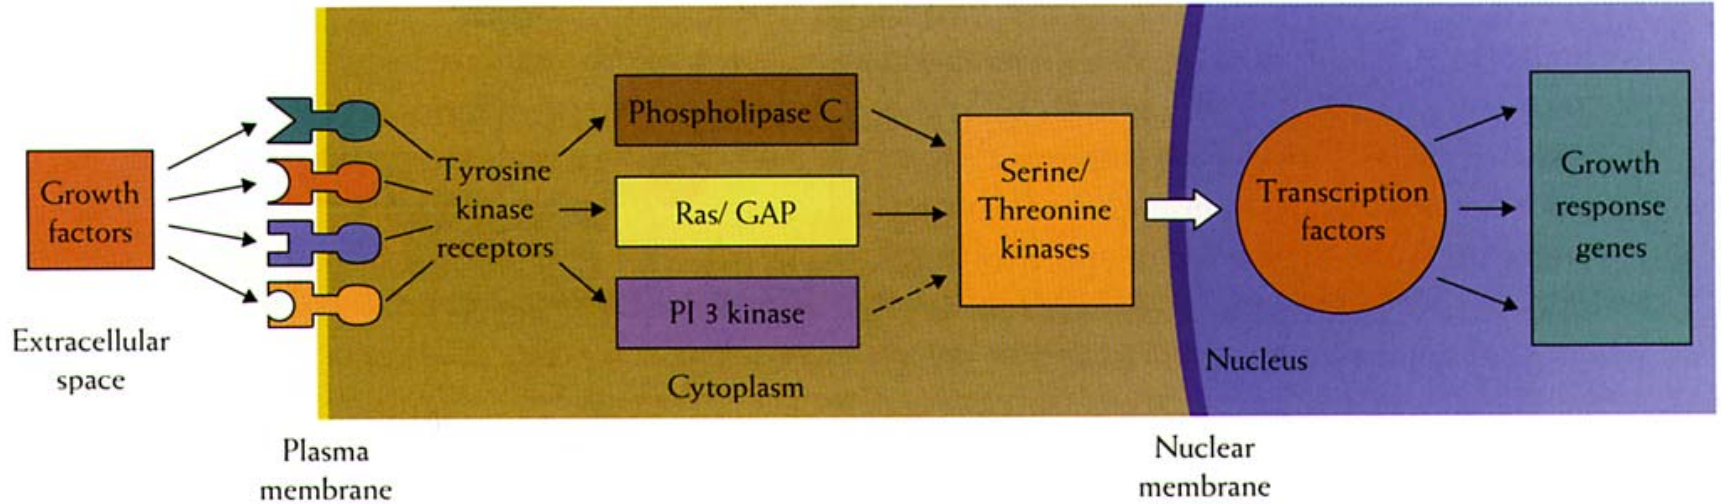 Growth
factors
Extracellular
space
Plasma
membrane
Tyrosine
kinase
receptors
Phospholipase C
Ras/ GAP
PI 3 kinase
Cytoplasm
Serine/
Threonine
kinases
Nuclear
membrane
Nucleus
Transcription
factors
Growth
response
genes